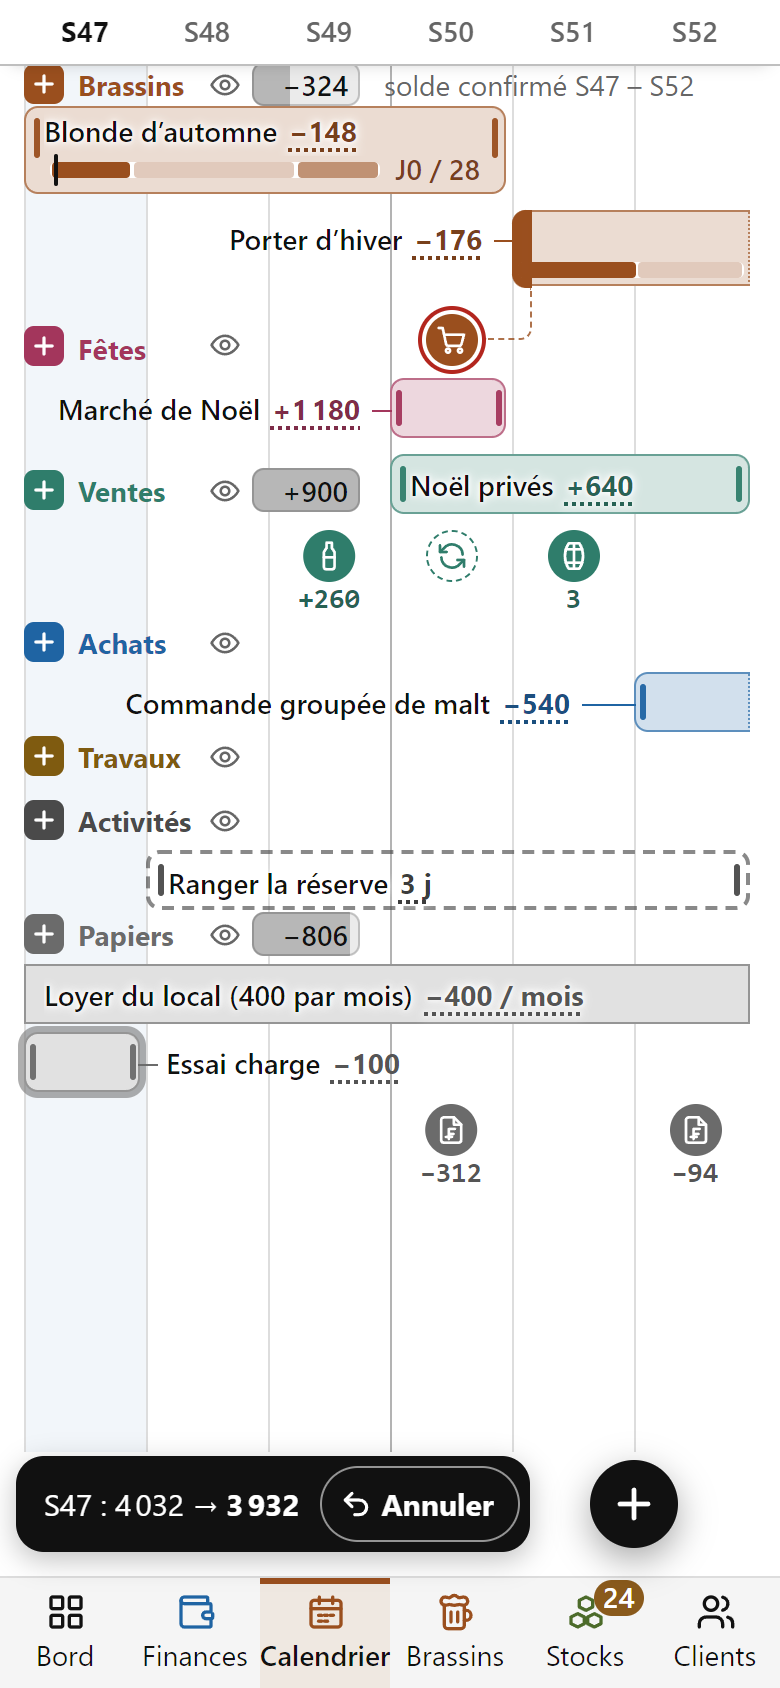 S47 S48 S49 S50 S51 S52
Brassins −324 solde confirmé S47 – S52
Blonde d’automne −148
J0 / 28
Porter d’hiver −176
Fêtes
Marché de Noël +1 180
Ventes +900 Noël privés +640
+260 3
Achats
Commande groupée de malt −540
Travaux
Activités
Ranger la réserve 3 j
Papiers −806
Loyer du local (400 par mois) −400 / mois
Essai charge −100
−312 −94
S47 : 4 032 → 3 932 Annuler
24
Bord Finances Calendrier Brassins Stocks Clients